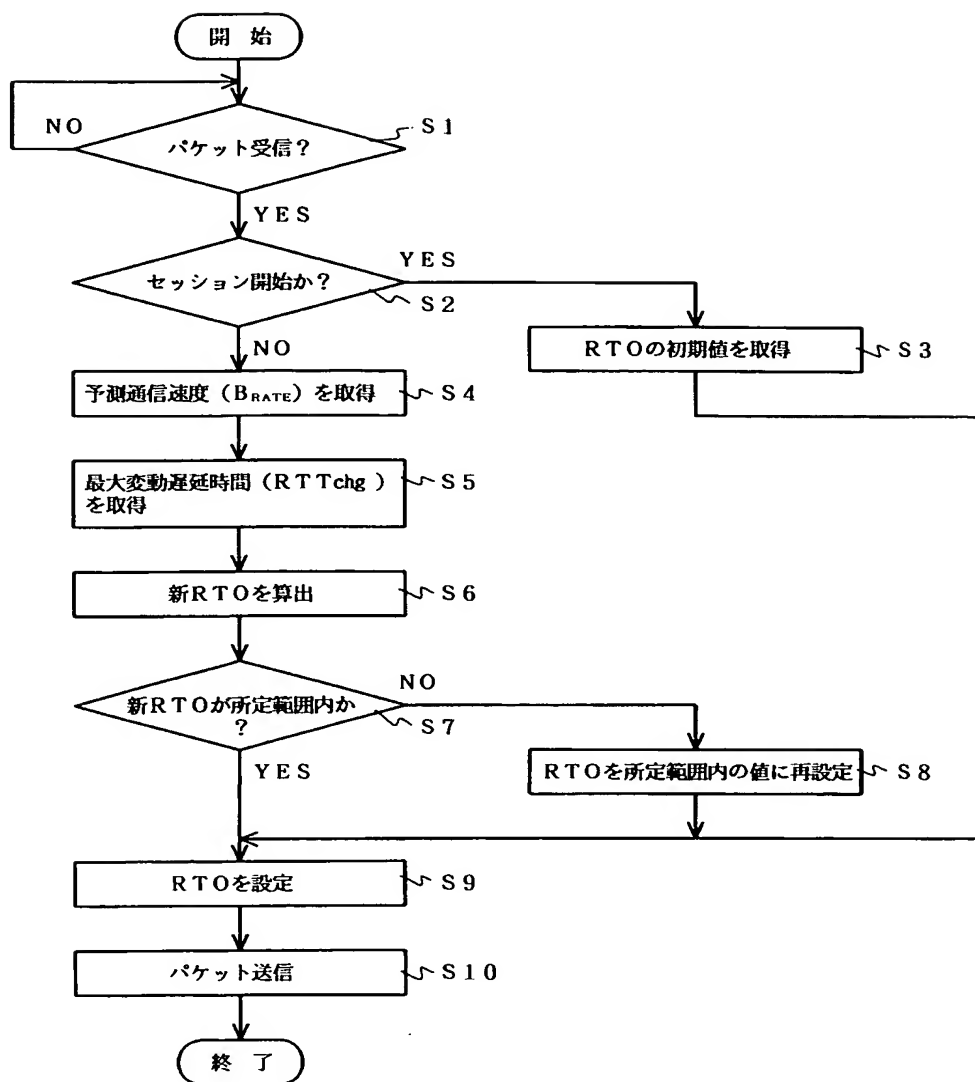 開 始
NO
パケット受信？
S1
YES
セッション開始か？
YES
S2
NO
RTOの初期値を取得
S3
予測通信速度（BRATE）を取得
S4
最大変動遅延時間（RTTchg）
を取得
S5
新RTOを算出
S6
新RTOが所定範囲内か
？
NO
S7
YES
RTOを所定範囲内の値に再設定
S8
RTOを設定
S9
パケット送信
S10
終 了